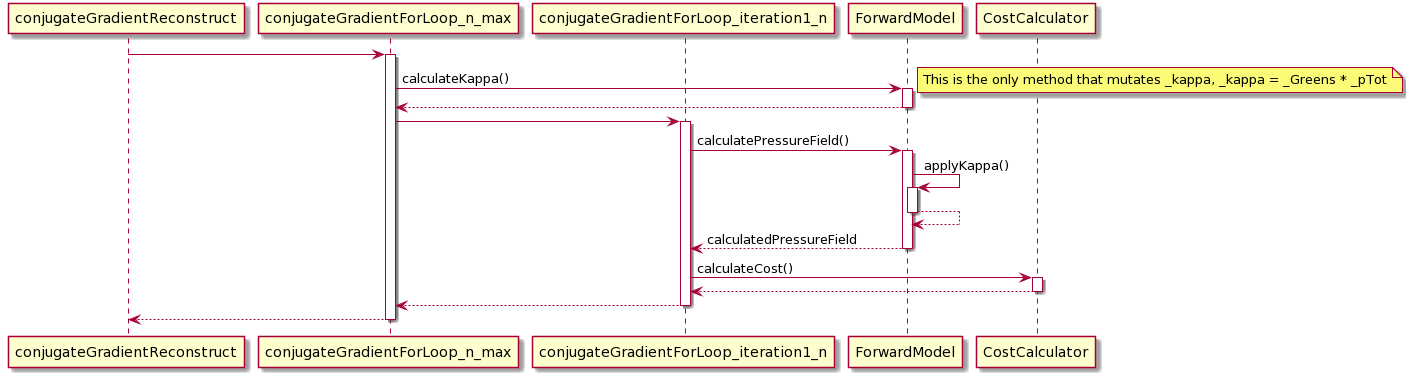 conjugateGradientReconstruct
conjugateGradientForLoop_n_max
conjugateGradientForLoop_iteration1_n
ForwardModel
CostCalculator
calculateKappa()
This is the only method that mutates _kappa, _kappa = _Greens * _pTot
calculatePressureField()
applyKappa()
calculatedPressureField
calculateCost()
conjugateGradientReconstruct
conjugateGradientForLoop_n_max
conjugateGradientForLoop_iteration1_n
ForwardModel
CostCalculator